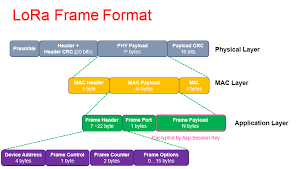 LoRa Frame Format
Preamble
Header +
Header CRC (20 bits)
PHY Payload
P bytes
Payload CRC
16 bits
Physical Layer
MAC Header
1 byte
MAC Payload
M bytes
MIC
4 bytes
MAC Layer
Frame Header
7 ~22 byte
Frame Port
1 byte
Frame Payload
N bytes
Application Layer
Encrypted by App Session Key
Device Address
4 bytes
Frame Control
1 byte
Frame Counter
2 bytes
Frame Options
0... 15 bytes